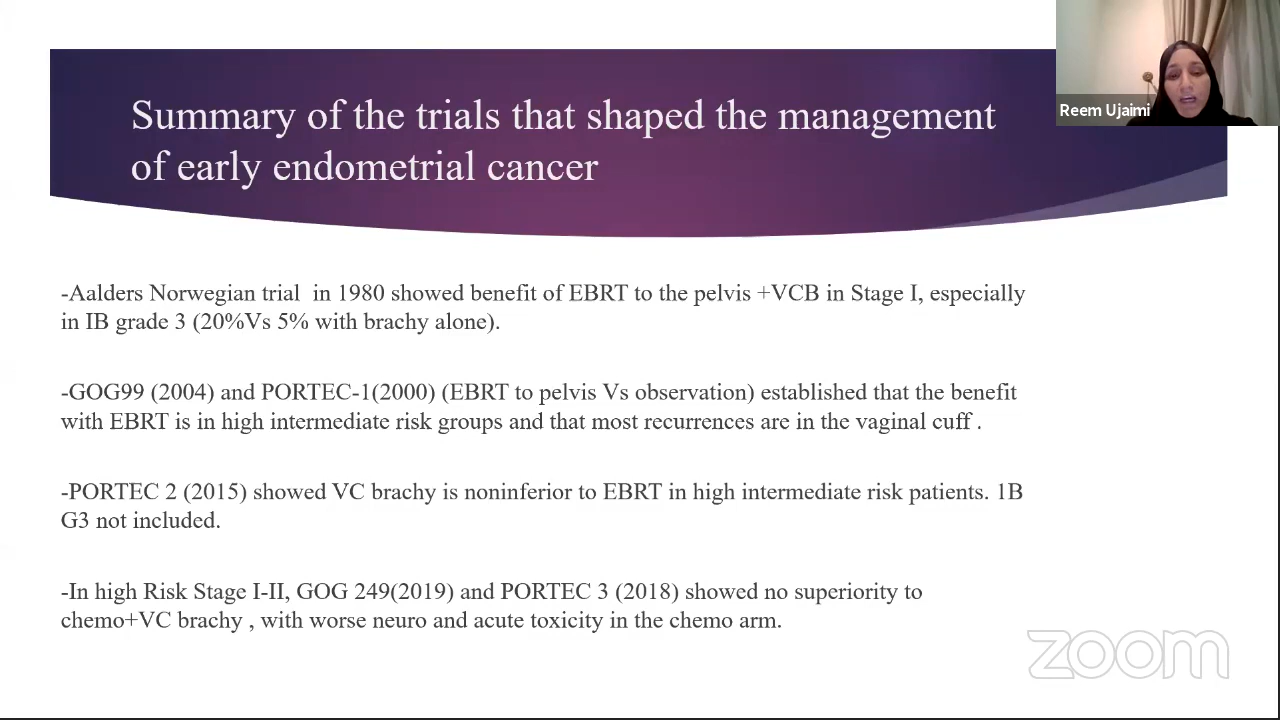 Summary of the trials that shaped the management
of early endometrial cancer
Reem Ujaimi
-Aalders Norwegian trial  in 1980 showed benefit of EBRT to the pelvis +VCB in Stage I, especially
in IB grade 3 (20%Vs 5% with brachy alone).
-GOG99 (2004) and PORTEC-1(2000) (EBRT to pelvis Vs observation) established that the benefit
with EBRT is in high intermediate risk groups and that most recurrences are in the vaginal cuff .
-PORTEC 2 (2015) showed VC brachy is noninferior to EBRT in high intermediate risk patients. 1B
G3 not included.
-In high Risk Stage I-II, GOG 249(2019) and PORTEC 3 (2018) showed no superiority to
chemo+VC brachy , with worse neuro and acute toxicity in the chemo arm.
zoom